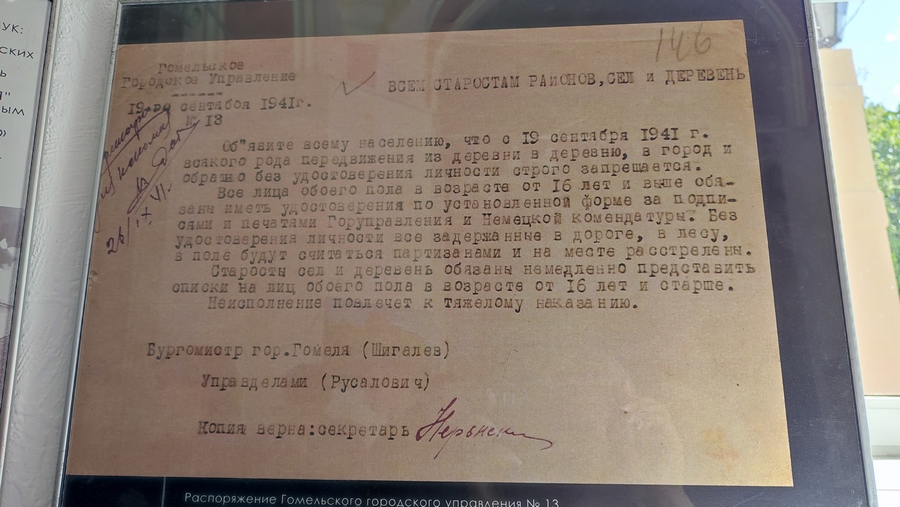 146
Гомельское
Городское Управление
19-го сентября 1941г.
№ 13
ВСЕМ СТАРОСТАМ РАЙОНОВ,СЕЛ и ДЕРЕВЕНЬ
Об"явите всему населению, что с 19 сентября 1941 г.
всякого рода передвижения из деревни в деревню, в город и
обратно без удостоверения личности строго запрещается.
Все лица обоего пола в возрасте от 16 лет и выше обя-
заны иметь удостоверения по установленной форме за подпи-
сями и печатями Горуправления и Немецкой комендатуры. Без
удостоверения личности все задержанные в дороге, в лесу,
в поле будут считаться партизанами и на месте расстрелены.
Старосты сел и деревень обязаны немедленно представить
списки на лиц обоего пола в возрасте от 16 лет и старше.
Неисполнение повлечет к тяжелому наказанию.
Бургомистр гор.Гомеля (Шигалев)
Управделами (Русалович)
Копия верна:секретарь
Распоряжение Гомельского городского управления № 13
УК:
ских